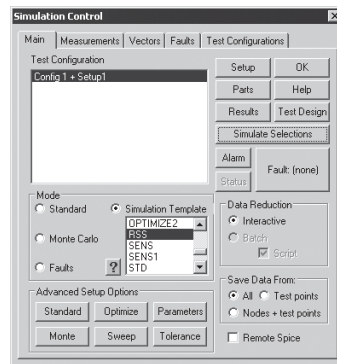 Simulation Control
Main Measurements Vectors Faults Test Configurations
Test Configuration
Config 1 + Setup1
Setup OK
Parts Help
Results Test Design
Simulate Selections
Alarm
Status
Fault: (none)
Mode
Standard Simulation Template
Monte Carlo
Faults ?
OPTIMIZE2
RSS
SENS
SENS1
STD
Data Reduction
Interactive
Batch
Script
Advanced Setup Options
Standard Optimize Parameters
Monte Sweep Tolerance
Save Data From:
All Test points
Nodes + test points
Remote Spice